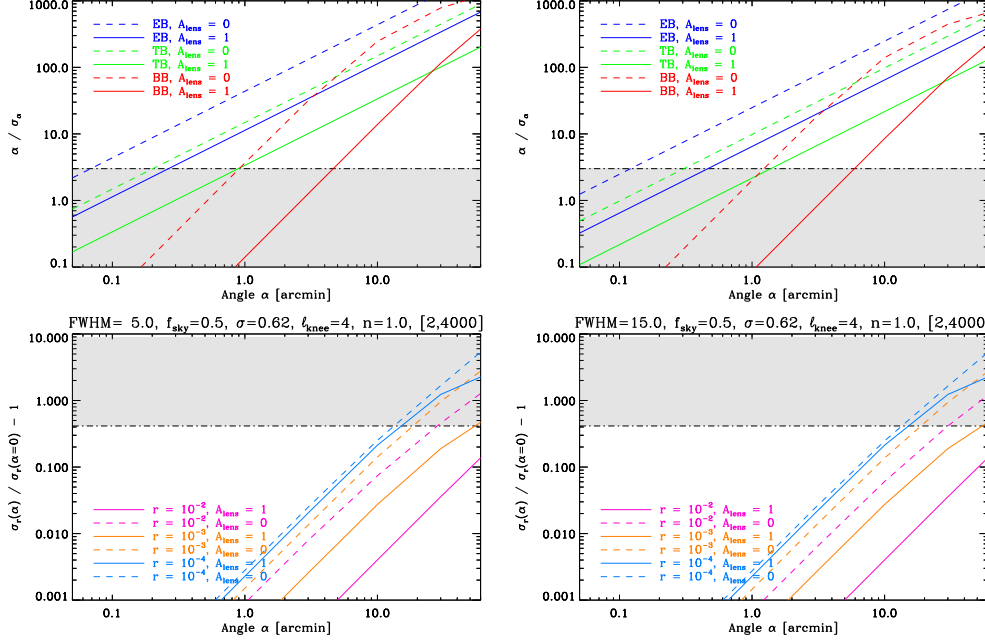 1000.0
100.0
10.0
1.0
0.1
α / σₐ
EB, A_lens = 0
EB, A_lens = 1
TB, A_lens = 0
TB, A_lens = 1
BB, A_lens = 0
BB, A_lens = 1
0.1 1.0 10.0
Angle α [arcmin]
1000.0
100.0
10.0
1.0
0.1
α / σₐ
EB, A_lens = 0
EB, A_lens = 1
TB, A_lens = 0
TB, A_lens = 1
BB, A_lens = 0
BB, A_lens = 1
0.1 1.0 10.0
Angle α [arcmin]
FWHM= 5.0, f_sky=0.5, σ=0.62, ℓ_knee=4, n=1.0, [2,4000]
10.000
1.000
0.100
0.010
0.001
σᵣ(α) / σᵣ(α=0) - 1
r = 10⁻², A_lens = 1
r = 10⁻², A_lens = 0
r = 10⁻³, A_lens = 1
r = 10⁻³, A_lens = 0
r = 10⁻⁴, A_lens = 1
r = 10⁻⁴, A_lens = 0
0.1 1.0 10.0
Angle α [arcmin]
FWHM=15.0, f_sky=0.5, σ=0.62, ℓ_knee=4, n=1.0, [2,4000
10.000
1.000
0.100
0.010
0.001
σᵣ(α) / σᵣ(α=0) - 1
r = 10⁻², A_lens = 1
r = 10⁻², A_lens = 0
r = 10⁻³, A_lens = 1
r = 10⁻³, A_lens = 0
r = 10⁻⁴, A_lens = 1
r = 10⁻⁴, A_lens = 0
0.1 1.0 10.0
Angle α [arcmin]